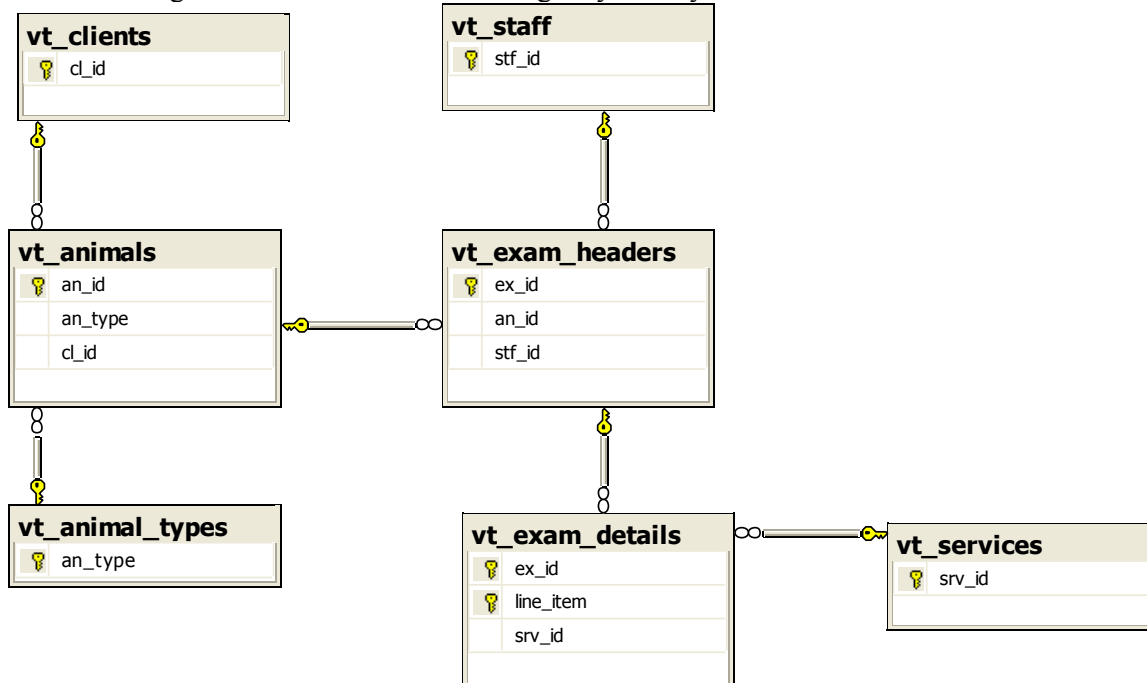 vt_clients
cl_id
vt_staff
stf_id
vt_animals
an_id
an_type
cl_id
vt_exam_headers
ex_id
an_id
stf_id
vt_animal_types
an_type
vt_exam_details
ex_id
line_item
srv_id
vt_services
srv_id